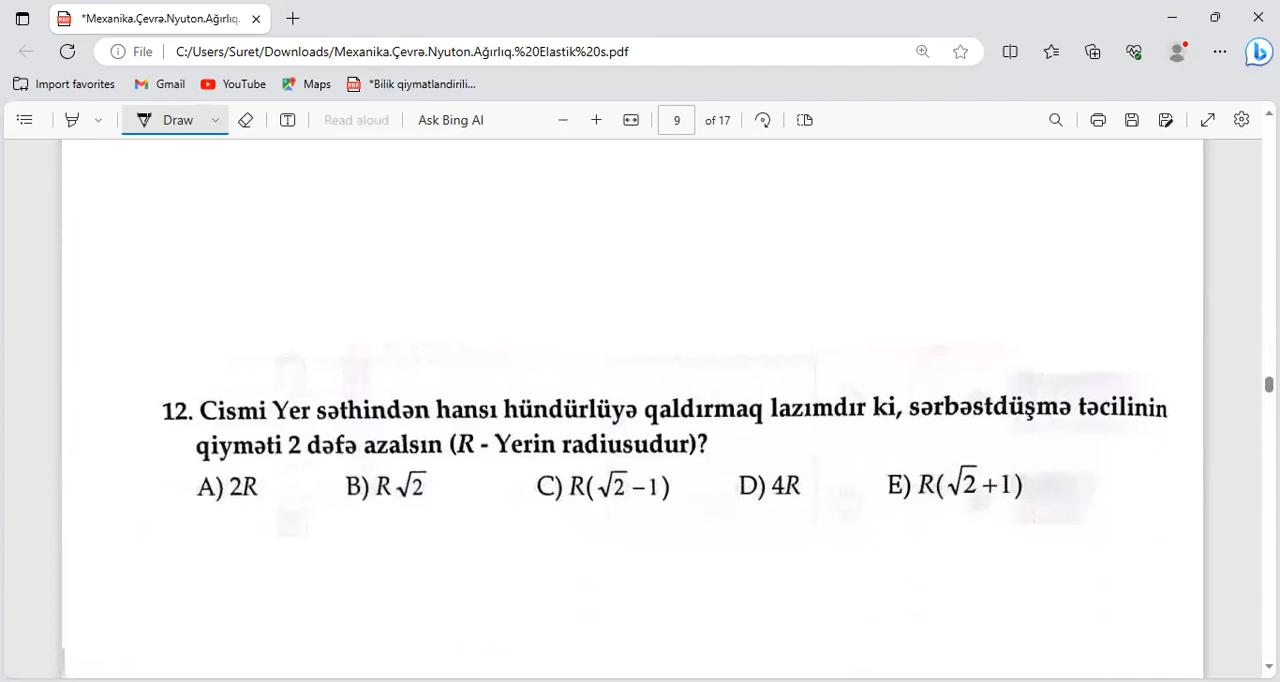 *Mexanika.Çevrə.Nyuton.Ağırlıq.
File C:/Users/Suret/Downloads/Mexanika.Çevrə.Nyuton.Ağırlıq.%20Elastik%20s.pdf
Import favorites Gmail YouTube Maps *Bilik qiymatlandirili...
Draw Read aloud Ask Bing AI 9 of 17
12. Cismi Yer səthindən hansı hündürlüyə qaldırmaq lazımdır ki, sərbəstdüşmə təcilinin
qiyməti 2 dəfə azalsın (R - Yerin radiusudur)?
A) 2R B) R√2 C) R(√2 −1) D) 4R E) R(√2 +1)